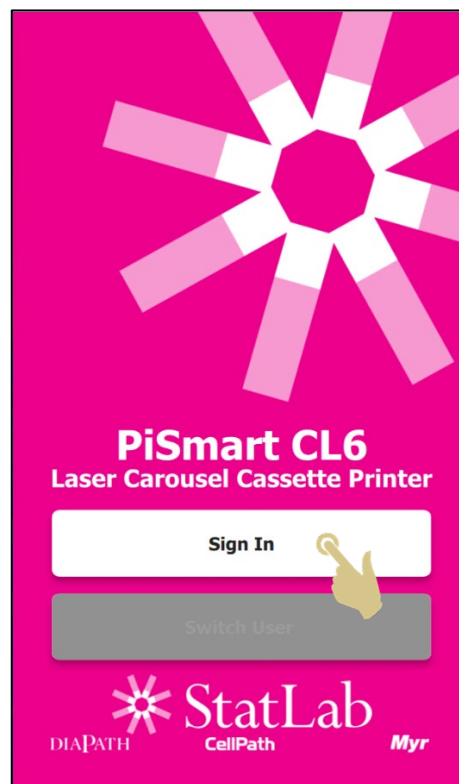 PiSmart CL6
Laser Carousel Cassette Printer
Sign In
Switch User
StatLab
DIAPATH
CellPath
Myr